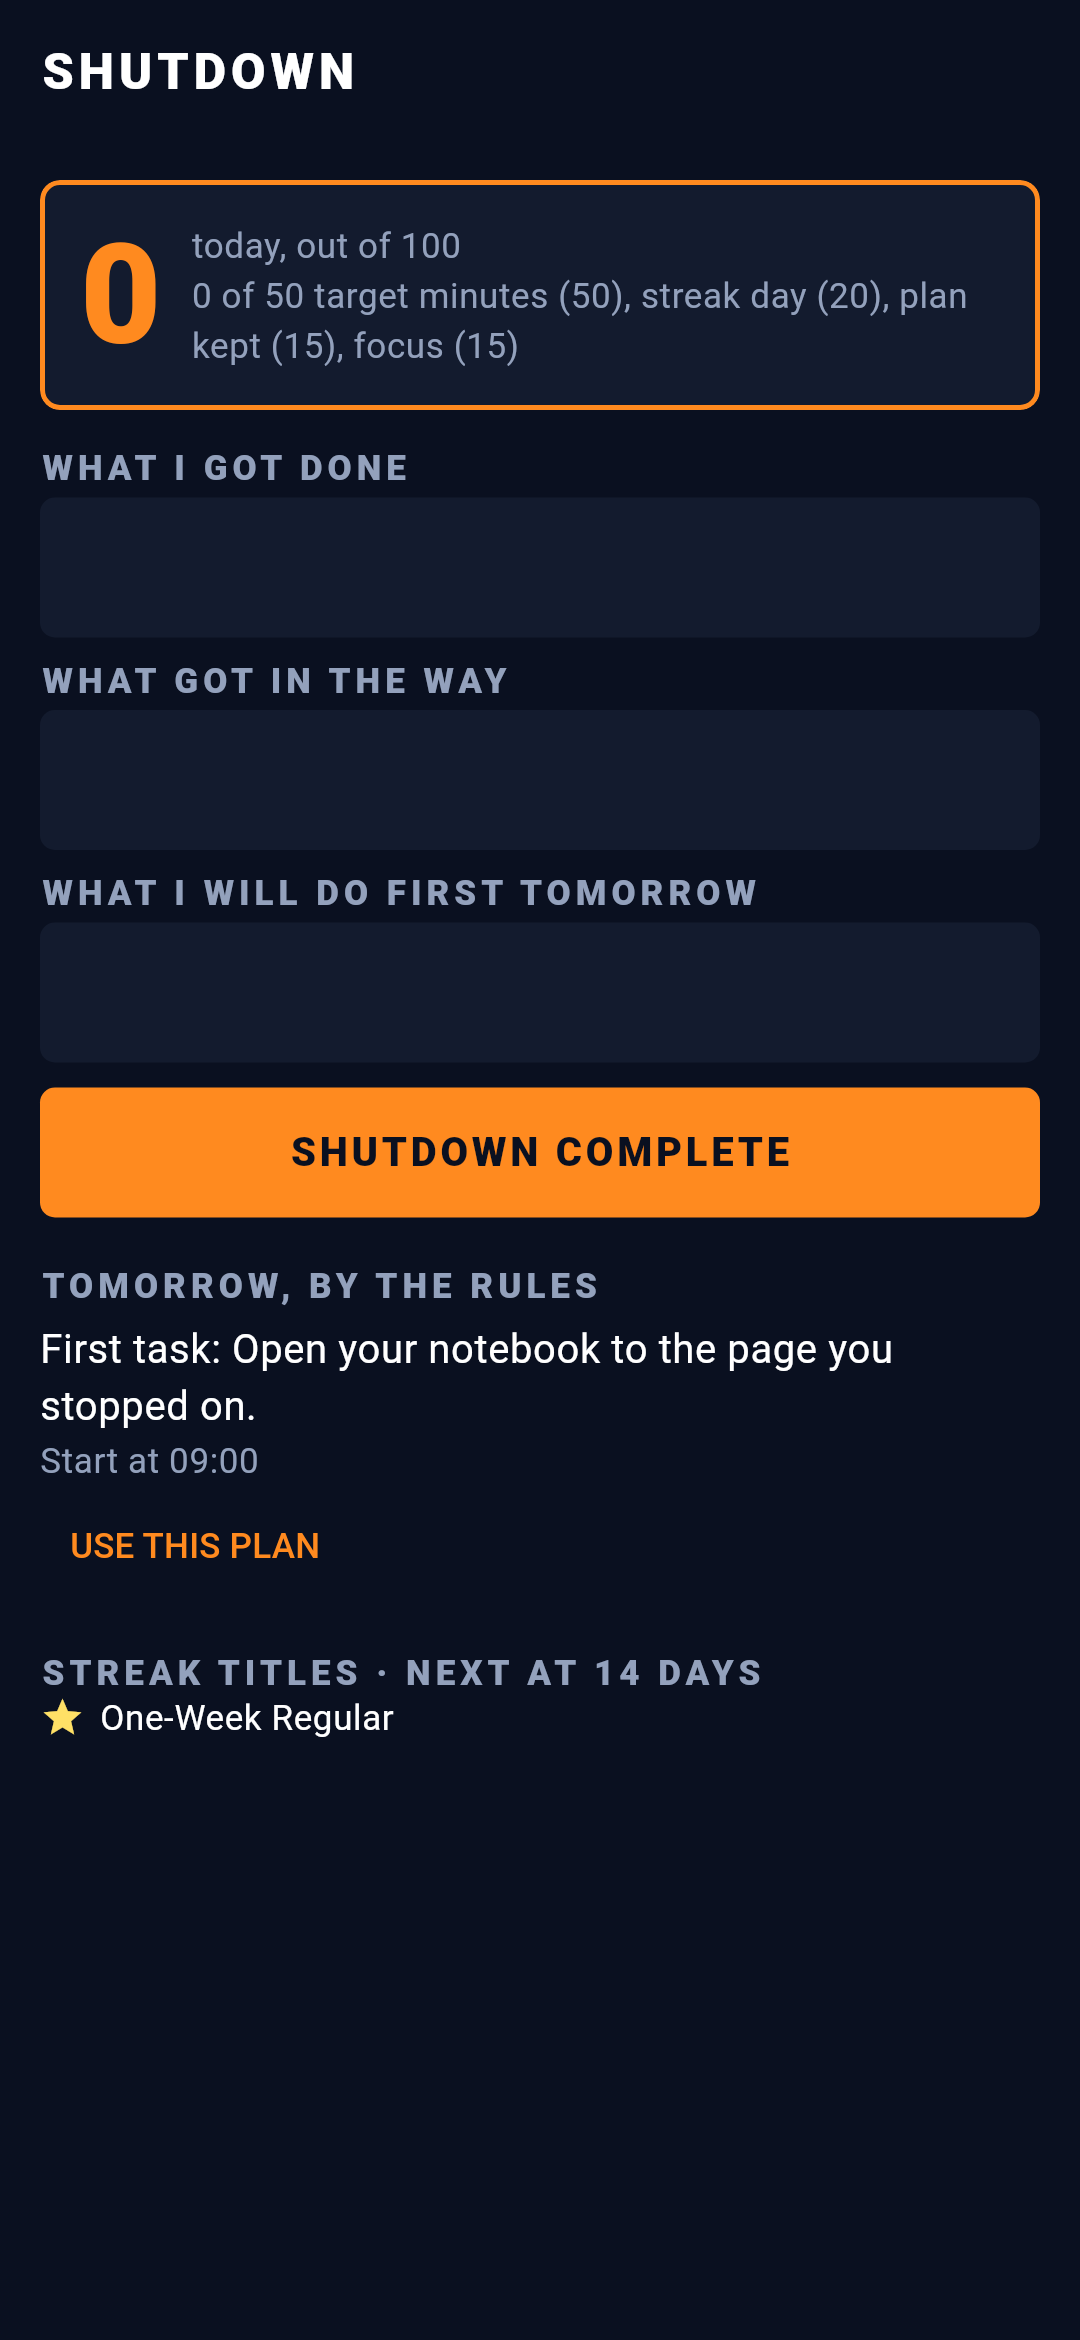 SHUTDOWN
0
today, out of 100
0 of 50 target minutes (50), streak day (20), plan
kept (15), focus (15)
WHAT I GOT DONE
WHAT GOT IN THE WAY
WHAT I WILL DO FIRST TOMORROW
SHUTDOWN COMPLETE
TOMORROW, BY THE RULES
First task: Open your notebook to the page you
stopped on.
Start at 09:00
USE THIS PLAN
STREAK TITLES · NEXT AT 14 DAYS
⭐ One-Week Regular